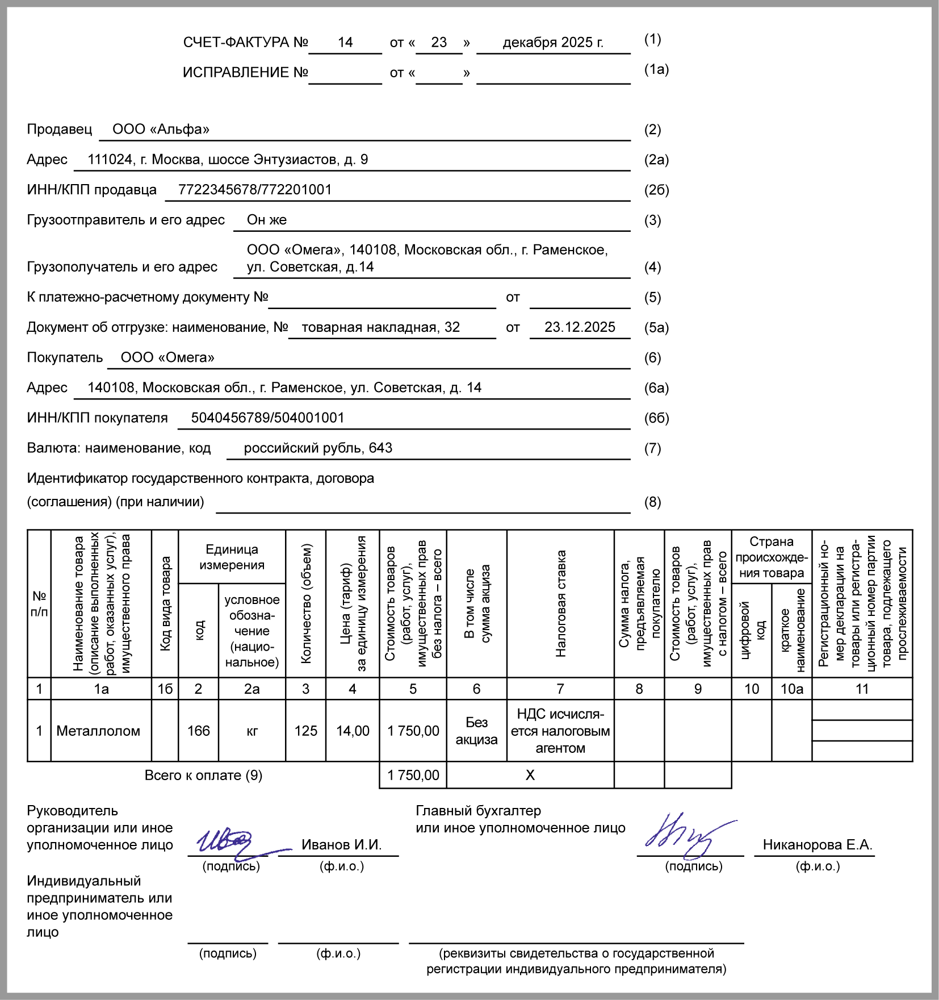 СЧЕТ-ФАКТУРА № 14 от « 23 » декабря 2025 г. (1)
ИСПРАВЛЕНИЕ № от « » (1а)
Продавец ООО «Альфа» (2)
Адрес 111024, г. Москва, шоссе Энтузиастов, д. 9 (2а)
ИНН/КПП продавца 7722345678/772201001 (2б)
Грузоотправитель и его адрес Он же (3)
ООО «Омега», 140108, Московская обл., г. Раменское,
Грузополучатель и его адрес ул. Советская, д.14 (4)
К платежно-расчетному документу № от (5)
Документ об отгрузке: наименование, № товарная накладная, 32 от 23.12.2025 (5а)
Покупатель ООО «Омега» (6)
Адрес 140108, Московская обл., г. Раменское, ул. Советская, д. 14 (6а)
ИНН/КПП покупателя 5040456789/504001001 (6б)
Валюта: наименование, код российский рубль, 643 (7)
Идентификатор государственного контракта, договора
(соглашения) (при наличии) (8)
№
п/п
Наименование товара
(описание выполненных
работ, оказанных услуг),
имущественного права
Код вида товара
Единица
измерения
код
условное
обозна-
чение
(нацио-
нальное)
Количество (объем)
Цена (тариф)
за единицу измерения
Стоимость товаров
(работ, услуг),
имущественных прав
без налога – всего
В том числе
сумма акциза
Налоговая ставка
Сумма налога,
предъявляемая
покупателю
Стоимость товаров
(работ, услуг),
имущественных прав
с налогом – всего
Страна
происхожде-
ния товара
цифровой
код
краткое
наименование
Регистрационный но-
мер декларации на
товары или регистра-
ционный номер партии
товара, подлежащего
прослеживаемости
1 1а 1б 2 2а 3 4 5 6 7 8 9 10 10а 11
1 Металлолом 166 кг 125 14,00 1 750,00
Без
акциза
НДС исчисля-
ется налоговым
агентом
Всего к оплате (9) 1 750,00 Х
Руководитель
организации или иное
уполномоченное лицо Иванов И.И.
(подпись) (ф.и.о.)
Главный бухгалтер
или иное уполномоченное лицо
Никанорова Е.А.
(подпись) (ф.и.о.)
Индивидуальный
предприниматель или
иное уполномоченное
лицо
(подпись) (ф.и.о.) (реквизиты свидетельства о государственной
регистрации индивидуального предпринимателя)